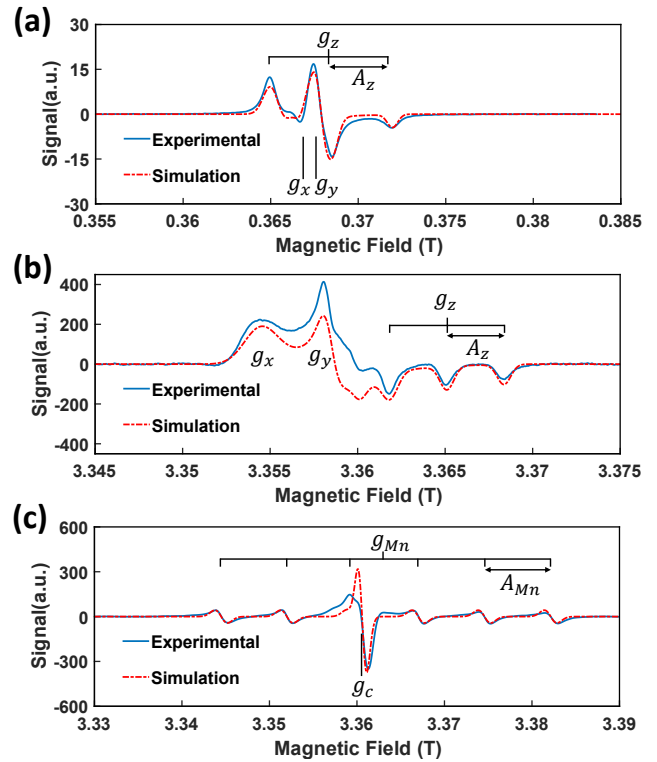 (a)
30
15
0
-15
-30
Signal(a.u.)
g_z
A_z
Experimental
Simulation
g_x g_y
0.355 0.36 0.365 0.37 0.375 0.38 0.385
Magnetic Field (T)
(b)
400
200
0
-200
-400
Signal(a.u.)
g_z
g_x g_y A_z
Experimental
Simulation
3.345 3.35 3.355 3.36 3.365 3.37 3.375
Magnetic Field (T)
(c)
600
300
0
-300
-600
Signal(a.u.)
g_Mn
A_Mn
Experimental
Simulation
g_c
3.33 3.34 3.35 3.36 3.37 3.38 3.39
Magnetic Field (T)